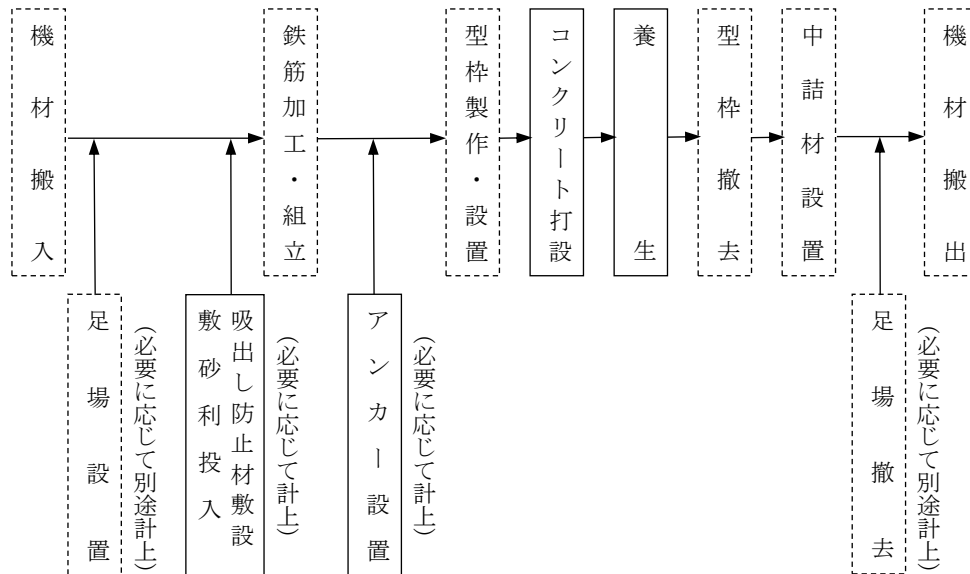 機材搬入
鉄筋加工・組立
型枠製作・設置
コンクリート打設
養生
型枠撤去
中詰材設置
機材搬出
足場設置
(必要に応じて別途計上)
吸出し防止材敷設
敷砂利投入
(必要に応じて計上)
アンカー設置
(必要に応じて計上)
足場撤去
(必要に応じて別途計上)